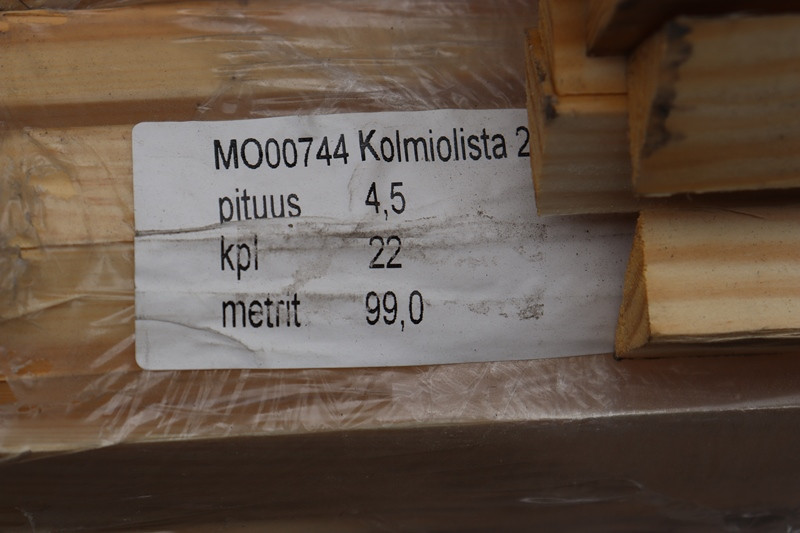 MO00744 Kolmiolista 2
pituus 4,5
kpl 22
metrit 99,0